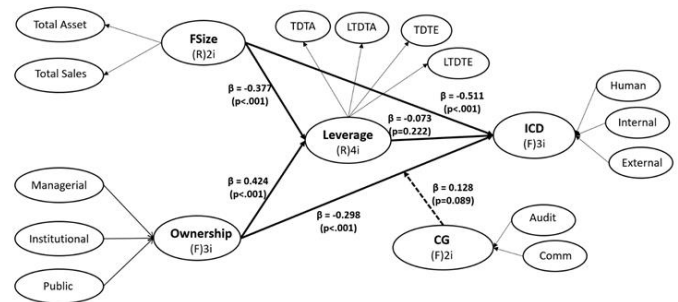 Total Asset
FSize
(R)2i
Total Sales
TDTA
LTDTA
TDTE
LTDTE
β = -0.377
(p<.001)
β = -0.511
(p<.001)
Leverage
(R)4i
β = -0.073
(p=0.222)
ICD
(F)3i
Human
Internal
External
Managerial
Institutional
Public
Ownership
(F)3i
β = 0.424
(p<.001)
β = -0.298
(p<.001)
β = 0.128
(p=0.089)
CG
(F)2i
Audit
Comm